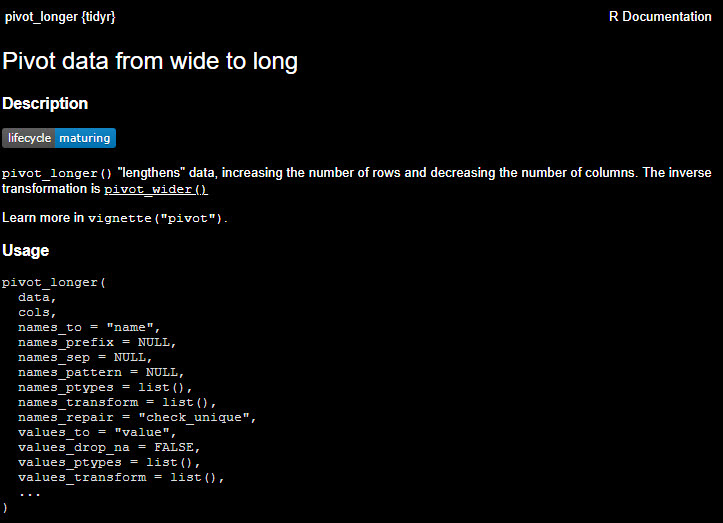 pivot_longer {tidyr} R Documentation
Pivot data from wide to long
Description
lifecycle maturing
pivot_longer() "lengthens" data, increasing the number of rows and decreasing the number of columns. The inverse
transformation is pivot_wider()
Learn more in vignette("pivot").
Usage
pivot_longer(
  data,
  cols,
  names_to = "name",
  names_prefix = NULL,
  names_sep = NULL,
  names_pattern = NULL,
  names_ptypes = list(),
  names_transform = list(),
  names_repair = "check_unique",
  values_to = "value",
  values_drop_na = FALSE,
  values_ptypes = list(),
  values_transform = list(),
  ...
)